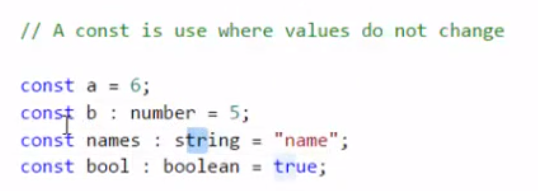 // A const is use where values do not change
const a = 6;
const b : number = 5;
const names : string = "name";
const bool : boolean = true;